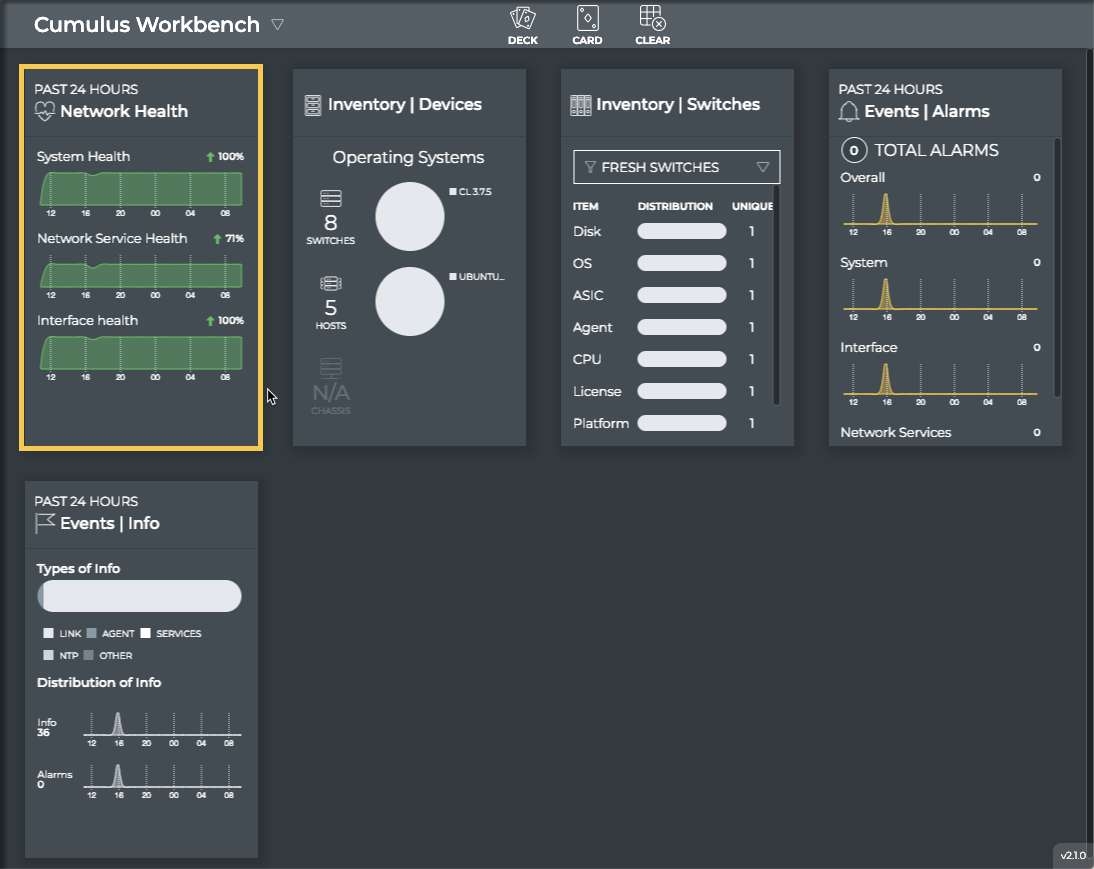 Cumulus Workbench
DECK
CARD
CLEAR
PAST 24 HOURS
Network Health
System Health 100%
12 16 20 00 04 08
Network Service Health 71%
12 16 20 00 04 08
Interface health 100%
12 16 20 00 04 08
Inventory | Devices
Operating Systems
8
SWITCHES
CL 3.7.5
5
HOSTS
UBUNTU...
N/A
CHASSIS
Inventory | Switches
FRESH SWITCHES
ITEM DISTRIBUTION UNIQUE
Disk 1
OS 1
ASIC 1
Agent 1
CPU 1
License 1
Platform 1
PAST 24 HOURS
Events | Alarms
0 TOTAL ALARMS
Overall 0
12 16 20 00 04 08
System 0
12 16 20 00 04 08
Interface 0
12 16 20 00 04 08
Network Services 0
PAST 24 HOURS
Events | Info
Types of Info
LINK AGENT SERVICES
NTP OTHER
Distribution of Info
Info
36
12 16 20 00 04 08
Alarms
0
12 16 20 00 04 08
v2.1.0